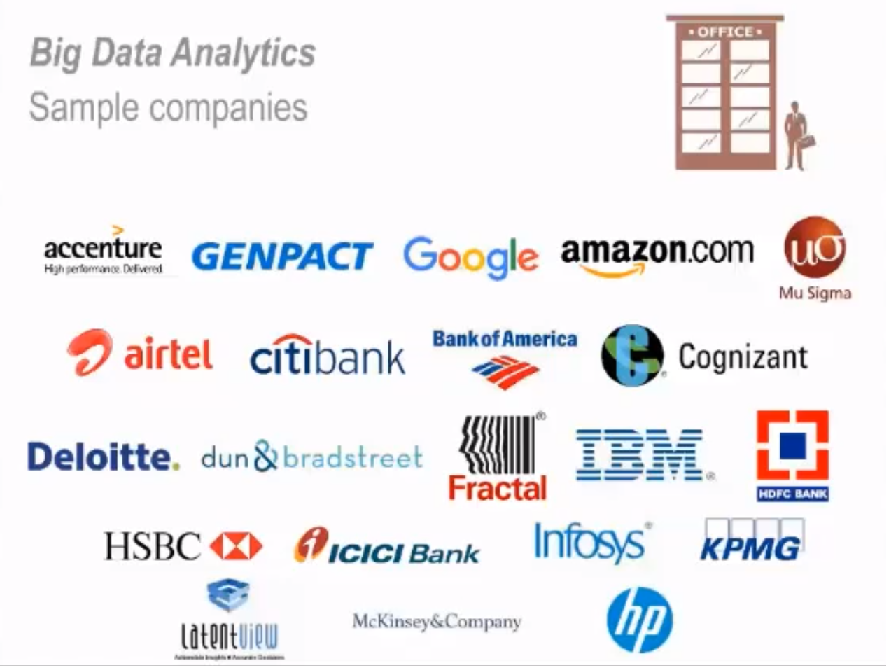 Big Data Analytics
Sample companies
• OFFICE •
accenture
High performance. Delivered.
GENPACT
Google
amazon.com
μσ
Mu Sigma
airtel
citibank
Bank of America
Cognizant
Deloitte.
dun & bradstreet
Fractal
IBM
HDFC BANK
HSBC
ICICI Bank
Infosys
KPMG
LatentView
McKinsey&Company
hp